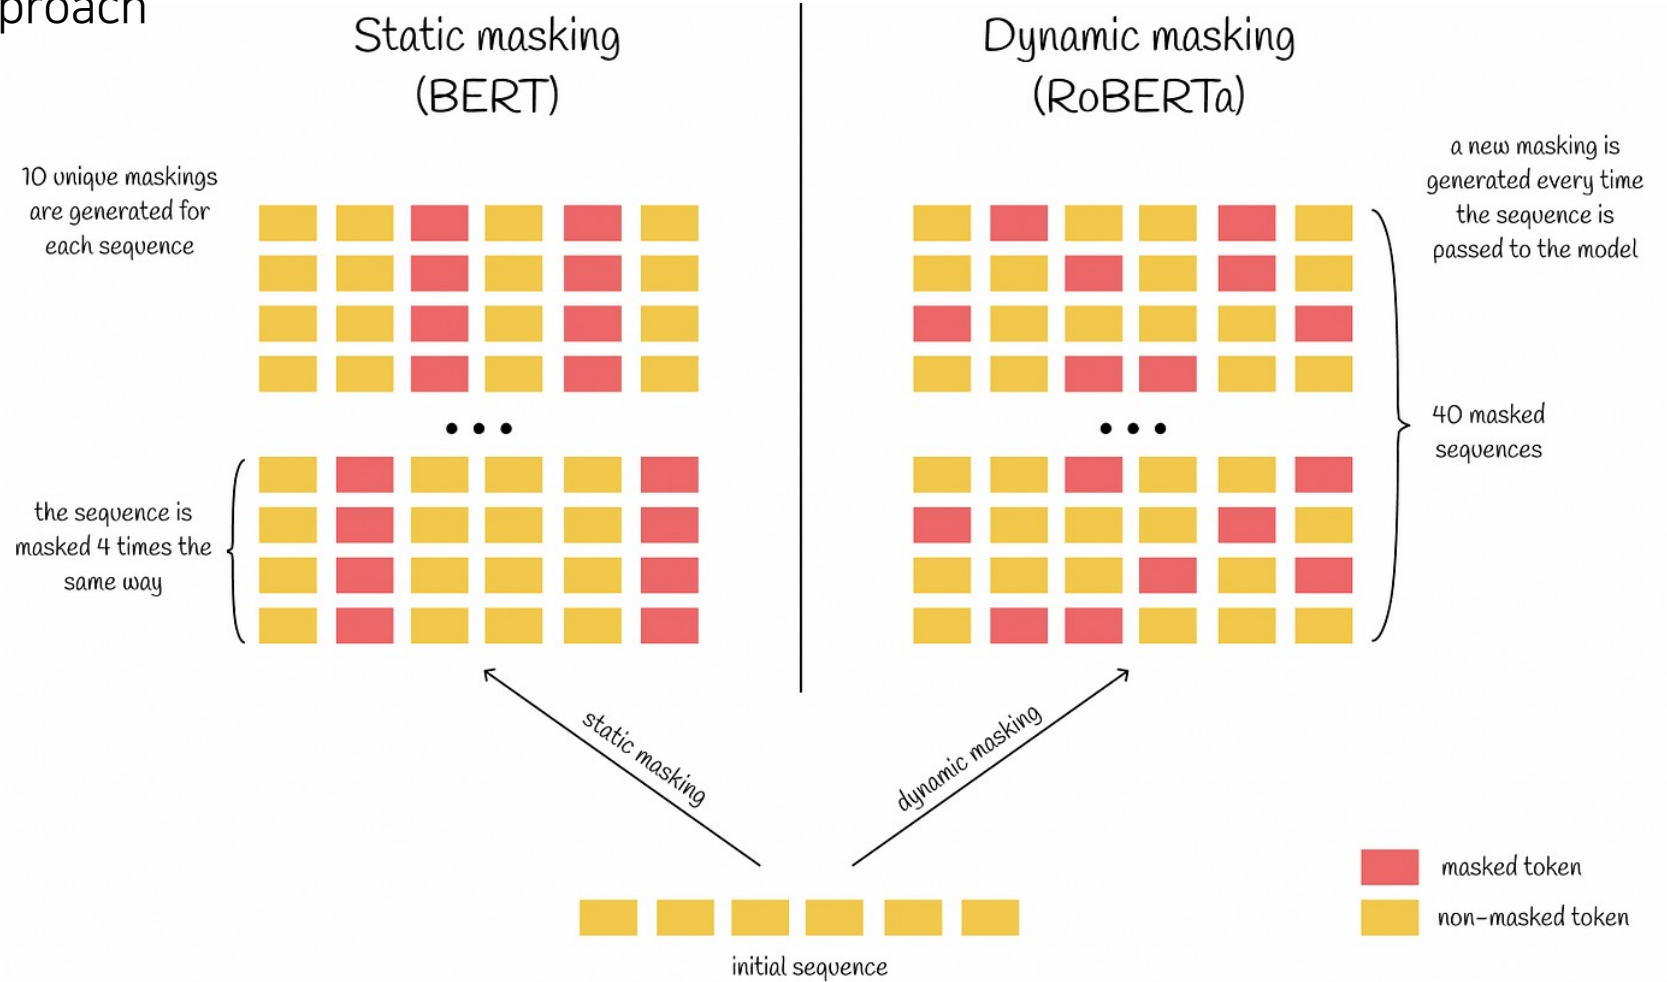 proach
Static masking
(BERT)
10 unique maskings
are generated for
each sequence
the sequence is
masked 4 times the
same way
Dynamic masking
(RoBERTa)
a new masking is
generated every time
the sequence is
passed to the model
40 masked
sequences
static masking
dynamic masking
initial sequence
masked token
non-masked token